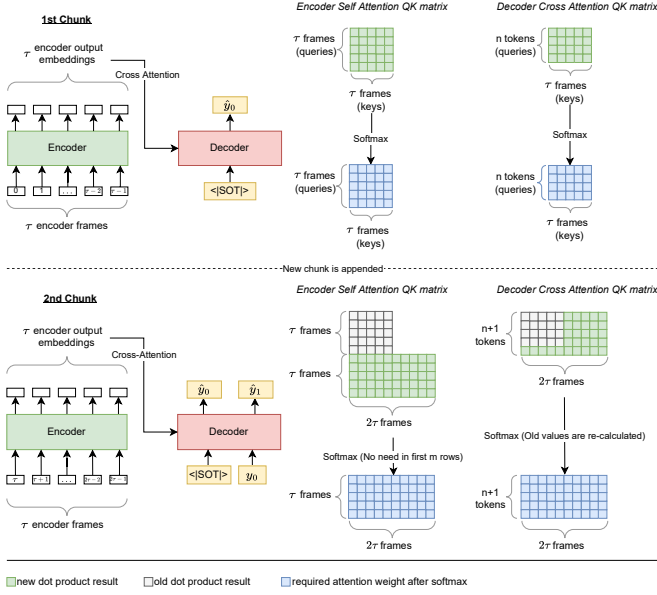 1st Chunk
τ encoder output
embeddings
Cross Attention
ŷ₀
Encoder
Decoder
0 1 ... τ−2 τ−1
<|SOT|>
τ encoder frames
Encoder Self Attention QK matrix
τ frames
(queries)
τ frames
(keys)
Softmax
τ frames
(queries)
τ frames
(keys)
Decoder Cross Attention QK matrix
n tokens
(queries)
τ frames
(keys)
Softmax
n tokens
(queries)
τ frames
(keys)
New chunk is appended
2nd Chunk
τ encoder output
embeddings
Cross-Attention
ŷ₀ ŷ₁
Encoder
Decoder
τ τ+1 ... 2τ−2 2τ−1
<|SOT|> y₀
τ encoder frames
Encoder Self Attention QK matrix
τ frames
τ frames
2τ frames
Softmax (No need in first m rows)
τ frames
2τ frames
Decoder Cross Attention QK matrix
n+1
tokens
2τ frames
Softmax (Old values are re-calculated)
n+1
tokens
2τ frames
new dot product result
old dot product result
required attention weight after softmax